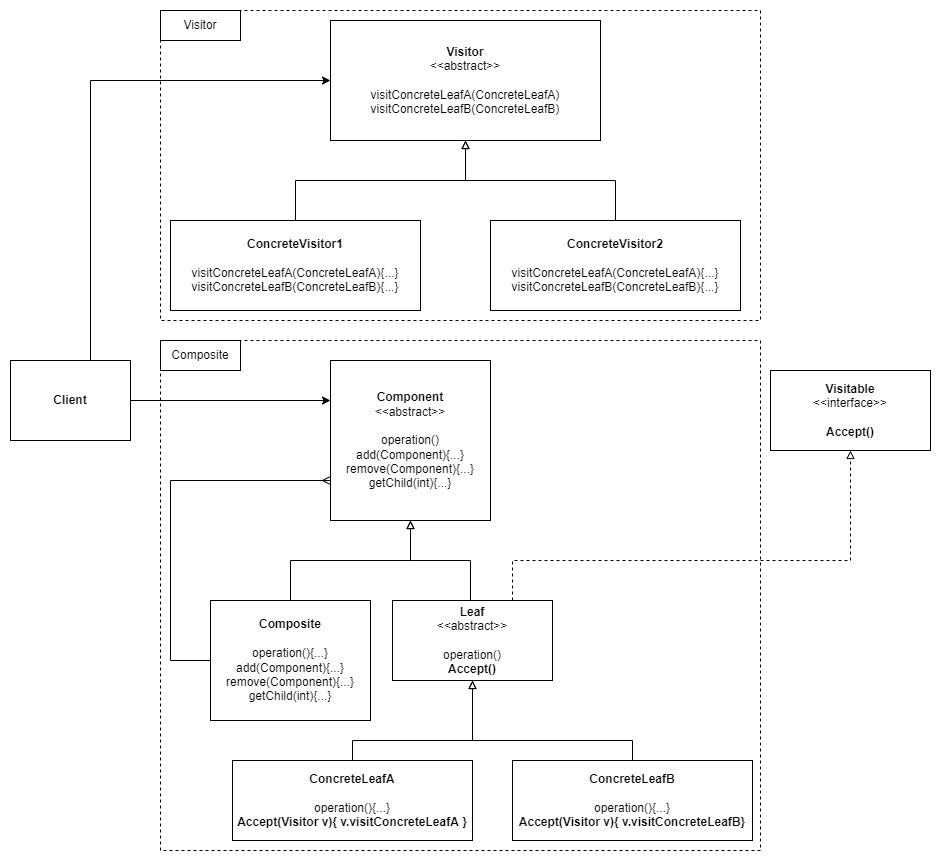 Visitor
Visitor
<<abstract>>
visitConcreteLeafA(ConcreteLeafA)
visitConcreteLeafB(ConcreteLeafB)
ConcreteVisitor1
visitConcreteLeafA(ConcreteLeafA){...}
visitConcreteLeafB(ConcreteLeafB){...}
ConcreteVisitor2
visitConcreteLeafA(ConcreteLeafA){...}
visitConcreteLeafB(ConcreteLeafB){...}
Composite
Client
Component
<<abstract>>
operation()
add(Component){...}
remove(Component){...}
getChild(int){...}
Visitable
<<interface>>
Accept()
Composite
operation(){...}
add(Component){...}
remove(Component){...}
getChild(int){...}
Leaf
<<abstract>>
operation()
Accept()
ConcreteLeafA
operation(){...}
Accept(Visitor v){ v.visitConcreteLeafA }
ConcreteLeafB
operation(){...}
Accept(Visitor v){ v.visitConcreteLeafB}